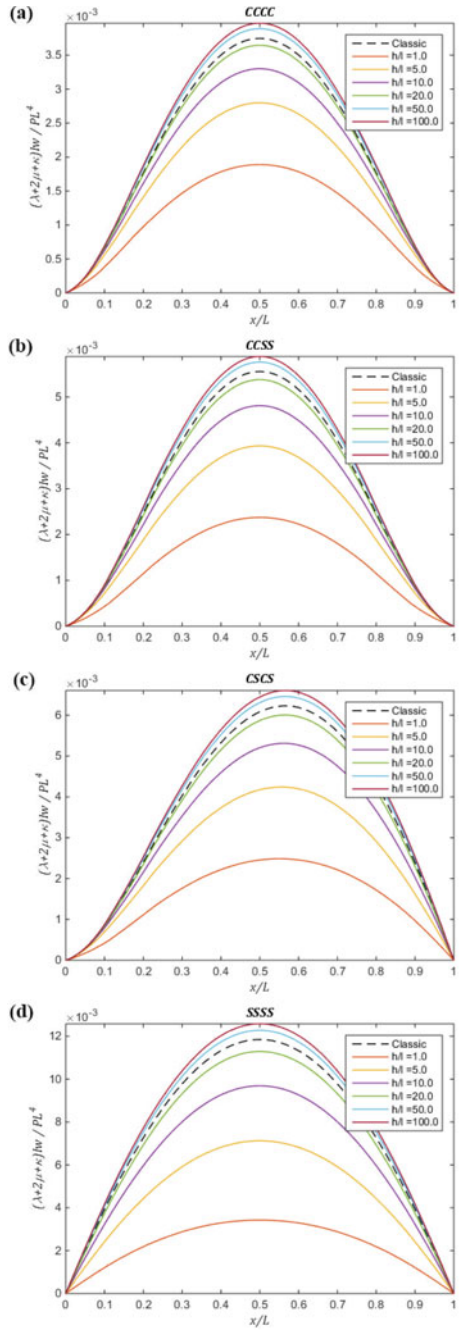 (a)
CCCC
×10⁻³
3.5
3
2.5
2
1.5
1
0.5
0
(λ+2μ+κ)hw / PL⁴
Classic
h/l =1.0
h/l =5.0
h/l =10.0
h/l =20.0
h/l =50.0
h/l =100.0
0 0.1 0.2 0.3 0.4 0.5 0.6 0.7 0.8 0.9 1
x/L
(b)
CCSS
×10⁻³
5
4
3
2
1
0
(λ+2μ+κ)hw / PL⁴
Classic
h/l =1.0
h/l =5.0
h/l =10.0
h/l =20.0
h/l =50.0
h/l =100.0
0 0.1 0.2 0.3 0.4 0.5 0.6 0.7 0.8 0.9 1
x/L
(c)
CSCS
×10⁻³
6
5
4
3
2
1
0
(λ+2μ+κ)hw / PL⁴
Classic
h/l =1.0
h/l =5.0
h/l =10.0
h/l =20.0
h/l =50.0
h/l =100.0
0 0.1 0.2 0.3 0.4 0.5 0.6 0.7 0.8 0.9 1
x/L
(d)
SSSS
×10⁻³
12
10
8
6
4
2
0
(λ+2μ+κ)hw / PL⁴
Classic
h/l =1.0
h/l =5.0
h/l =10.0
h/l =20.0
h/l =50.0
h/l =100.0
0 0.1 0.2 0.3 0.4 0.5 0.6 0.7 0.8 0.9 1
x/L